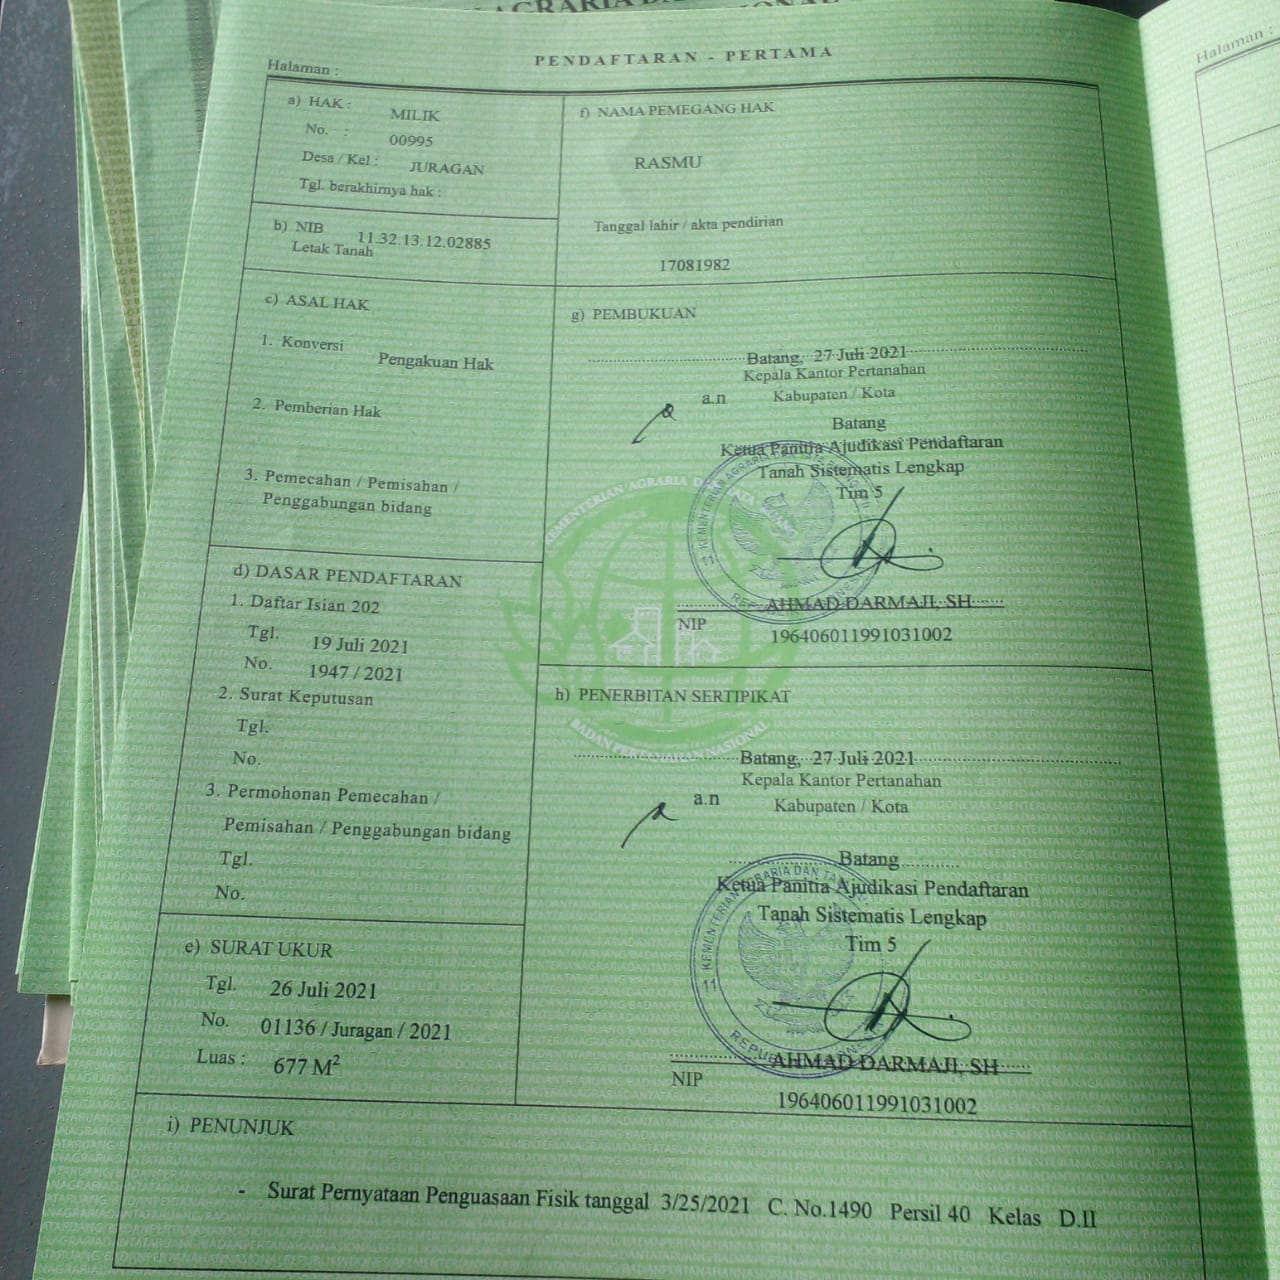 PENDAFTARAN - PERTAMA
Halaman :
Halaman :
a) HAK : MILIK
No. : 00995
Desa / Kel : JURAGAN
Tgl. berakhirnya hak :
b) NIB 11.32.13.12.02885
Letak Tanah
c) ASAL HAK
1. Konversi Pengakuan Hak
2. Pemberian Hak
3. Pemecahan / Pemisahan /
Penggabungan bidang
d) DASAR PENDAFTARAN
1. Daftar Isian 202
Tgl. 19 Juli 2021
No. 1947 / 2021
2. Surat Keputusan
Tgl.
No.
3. Permohonan Pemecahan /
Pemisahan / Penggabungan bidang
Tgl.
No.
e) SURAT UKUR
Tgl. 26 Juli 2021
No. 01136 / Juragan / 2021
Luas : 677 M²
f) NAMA PEMEGANG HAK
RASMU
Tanggal lahir / akta pendirian
17081982
g) PEMBUKUAN
Batang, 27 Juli 2021
Kepala Kantor Pertanahan
a.n Kabupaten / Kota
Batang
Ketua Panitia Ajudikasi Pendaftaran
Tanah Sistematis Lengkap
Tim 5
AHMAD DARMAJI, SH
NIP
196406011991031002
h) PENERBITAN SERTIPIKAT
Batang, 27 Juli 2021
Kepala Kantor Pertanahan
a.n Kabupaten / Kota
Batang
Ketua Panitia Ajudikasi Pendaftaran
Tanah Sistematis Lengkap
Tim 5
AHMAD DARMAJI, SH
NIP
196406011991031002
BADAN PERTANAHAN NASIONAL
i) PENUNJUK
- Surat Pernyataan Penguasaan Fisik tanggal 3/25/2021 C. No.1490 Persil 40 Kelas D.II